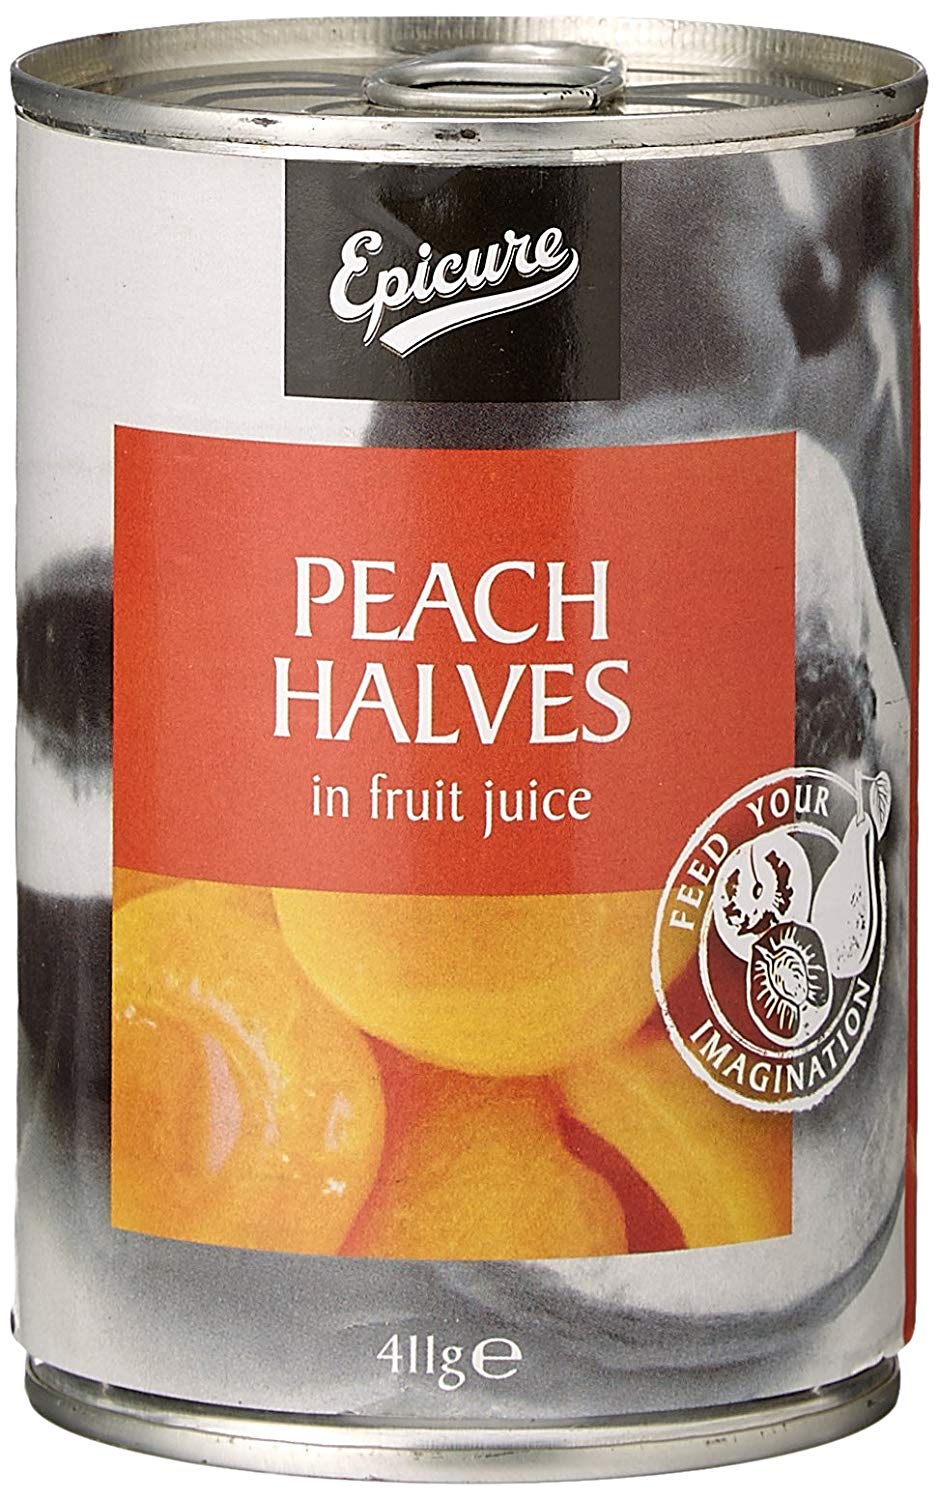 Epicure
PEACH
HALVES
in fruit juice
FEED YOUR
IMAGINATION
411g℮